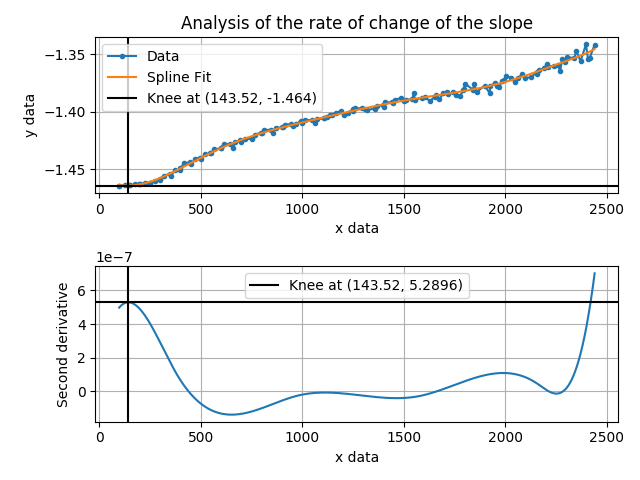 Analysis of the rate of change of the slope
y data
−1.35
−1.40
−1.45
Data
Spline Fit
Knee at (143.52, -1.464)
0 500 1000 1500 2000 2500
x data
1e−7
Second derivative
6
4
2
0
Knee at (143.52, 5.2896)
0 500 1000 1500 2000 2500
x data